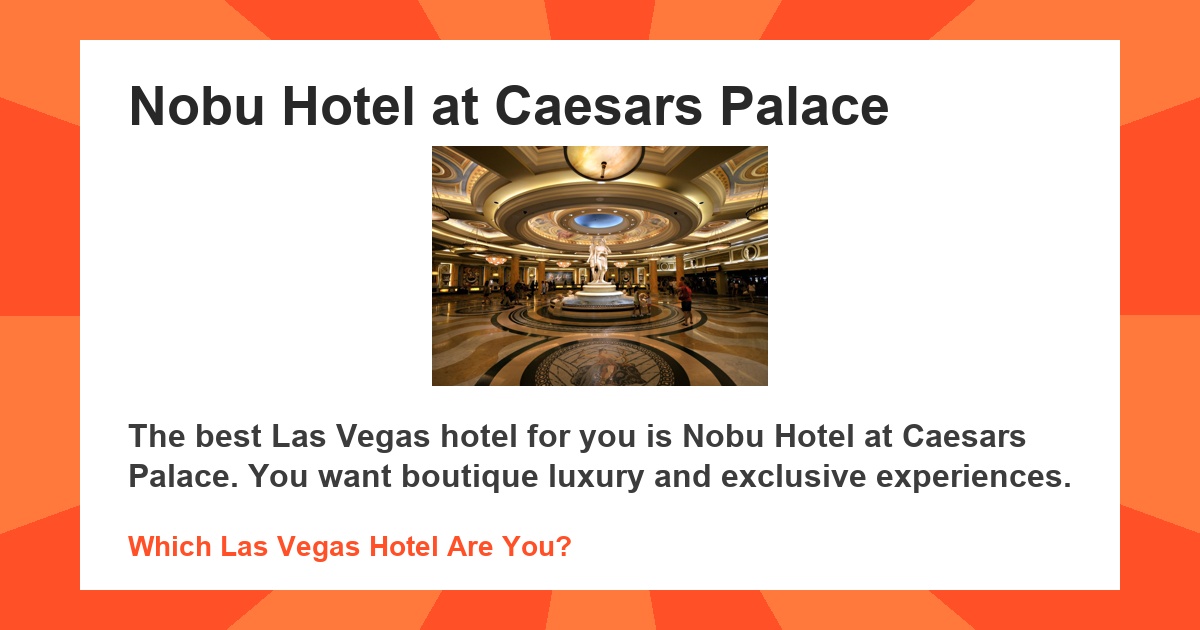 Nobu Hotel at Caesars Palace
The best Las Vegas hotel for you is Nobu Hotel at Caesars
Palace. You want boutique luxury and exclusive experiences.
Which Las Vegas Hotel Are You?